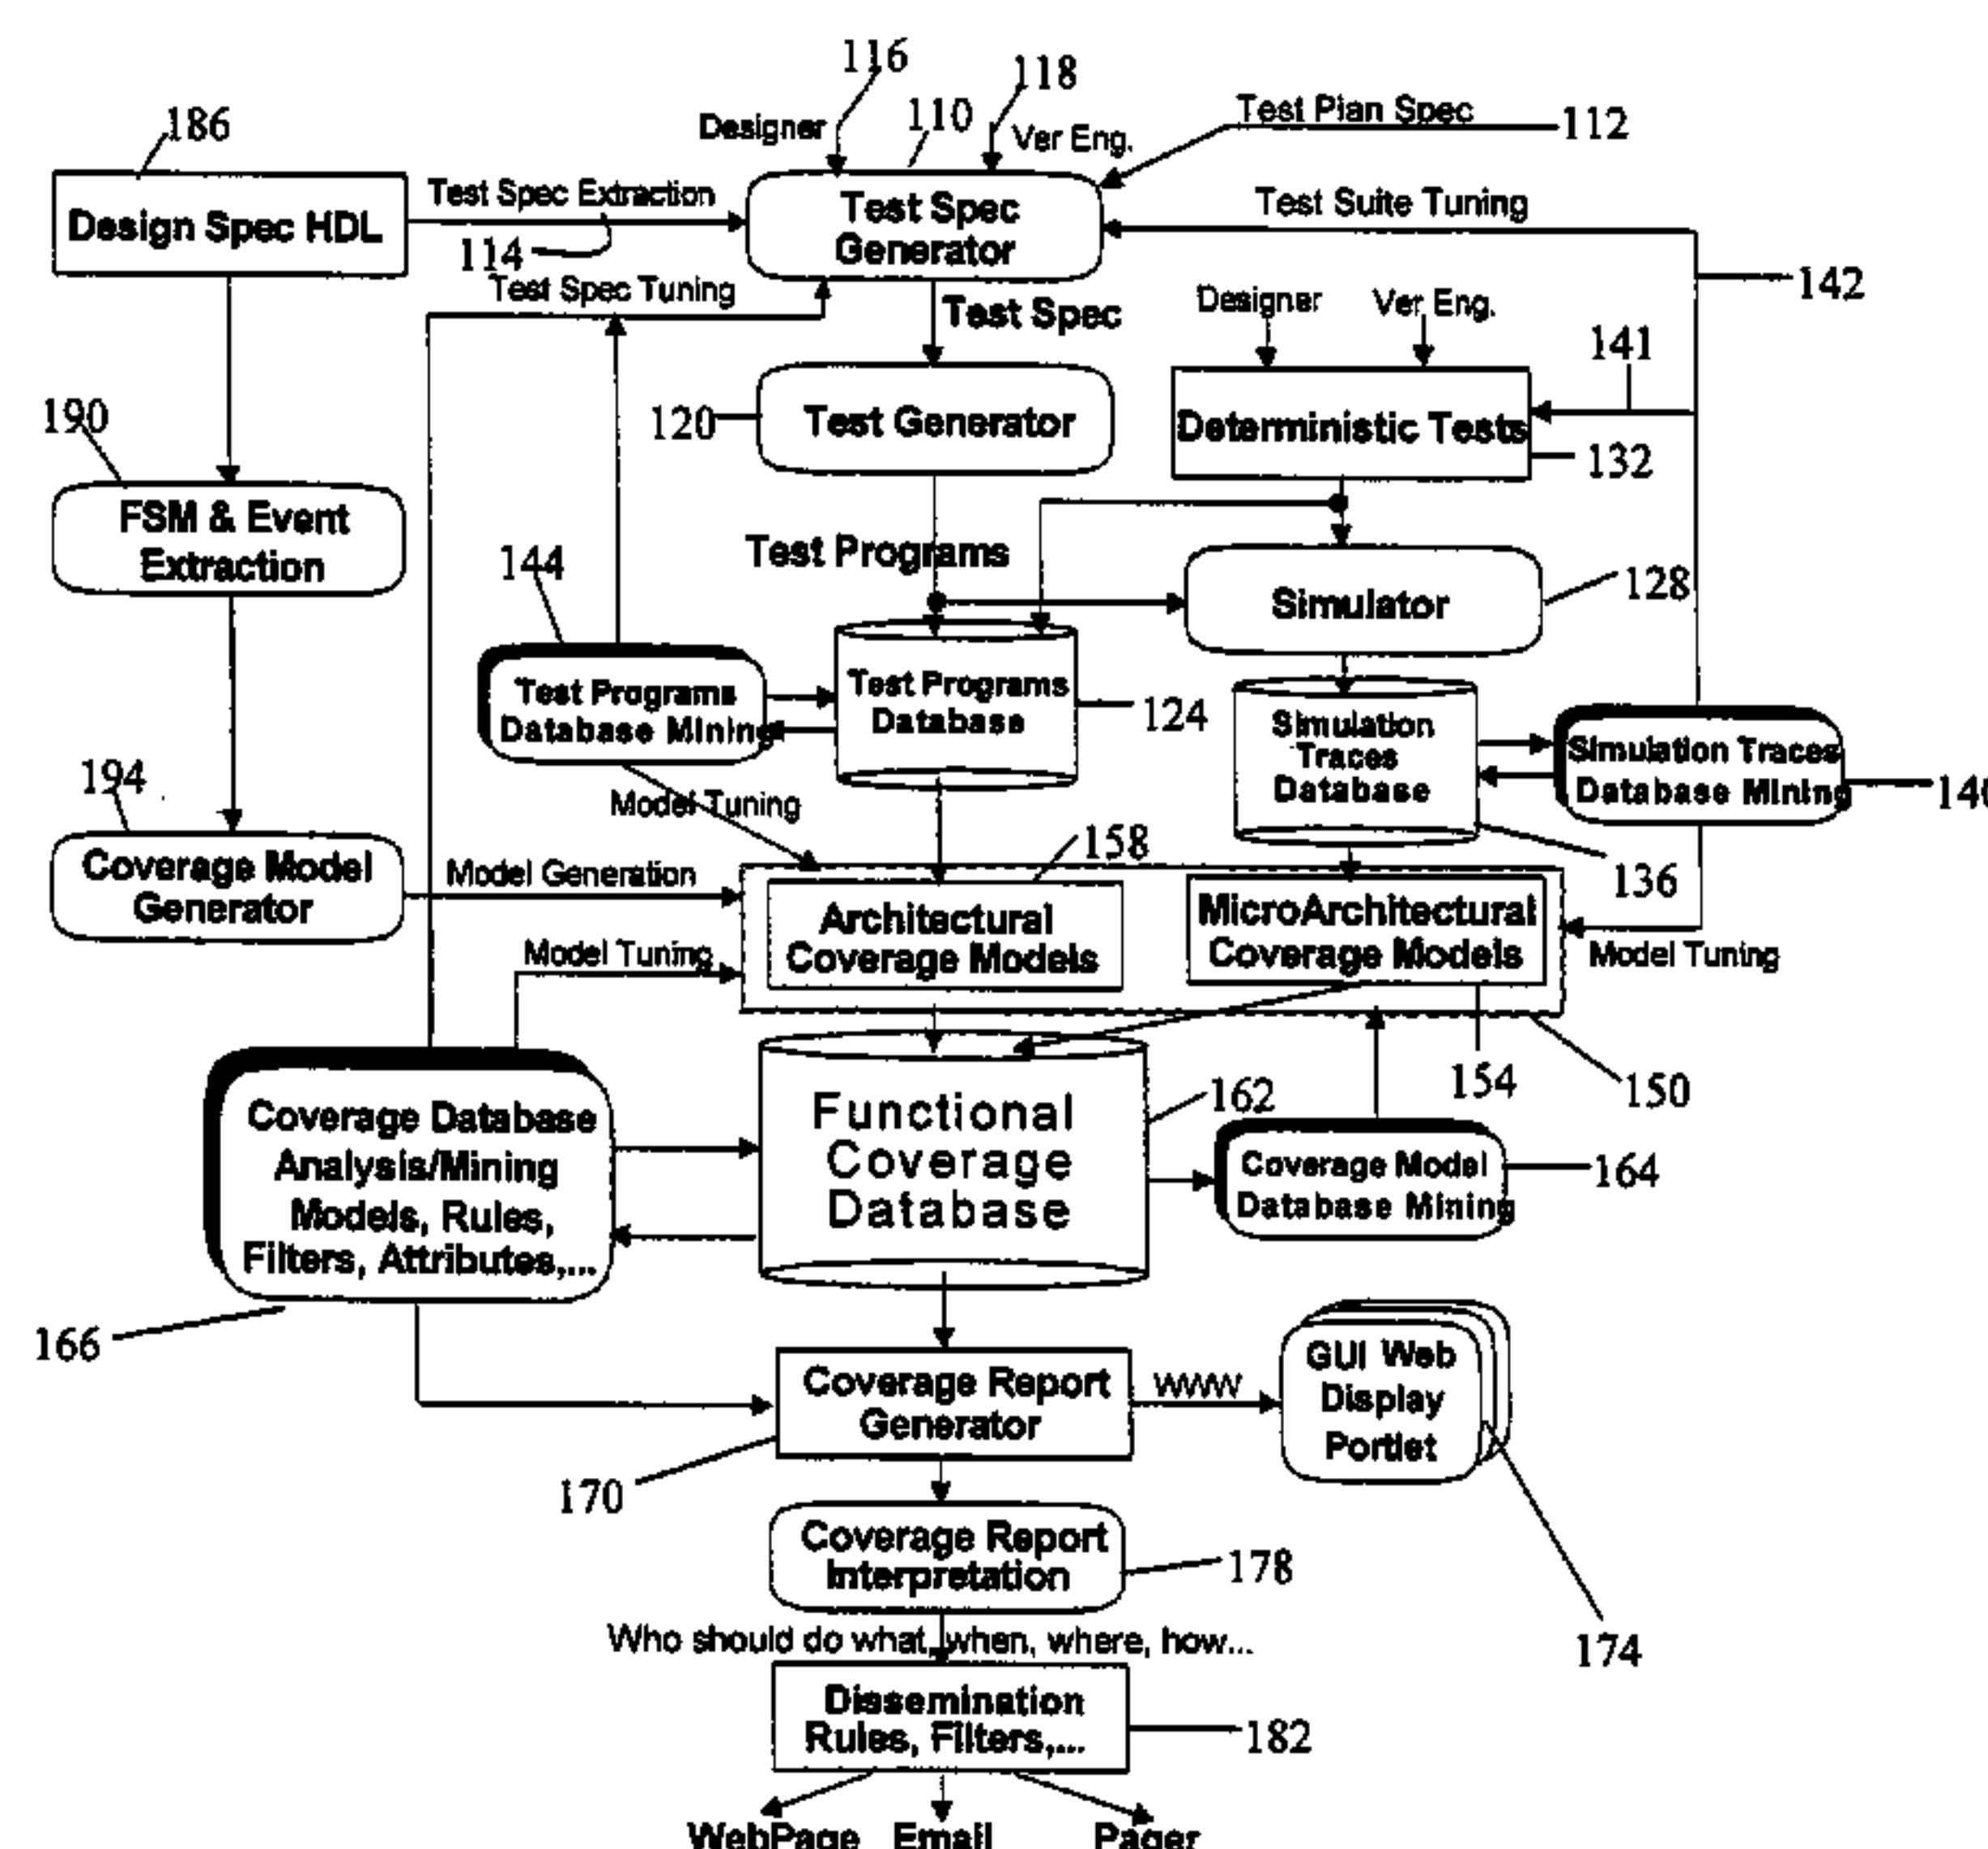 116
118
186
Designer
110
Ver Eng.
Test Plan Spec
112
Design Spec HDL
Test Spec Extraction
114
Test Spec
Generator
Test Suite Tuning
142
Test Spec Tuning
Test Spec
Designer
Ver Eng.
141
190
120
Test Generator
Deterministic Tests
132
FSM & Event
Extraction
144
Test Programs
Simulator
128
Test Programs
Database Mining
Test Programs
Database
124
Simulation
Traces
Database
Simulation Traces
Database Mining
194
Model Tuning
158
136
Coverage Model
Generator
Model Generation
Architectural
Coverage Models
MicroArchitectural
Coverage Models
Model Tuning
Model Tuning
154
150
Coverage Database
Analysis/Mining
Models, Rules,
Filters, Attributes,...
166
Functional
Coverage
Database
162
Coverage Model
Database Mining
164
Coverage Report
Generator
170
WWW
GUI Web
Display
Portlet
174
Coverage Report
Interpretation
178
Who should do what, when, where, how...
Dissemination
Rules, Filters,...
182
WebPage
Email
Pager